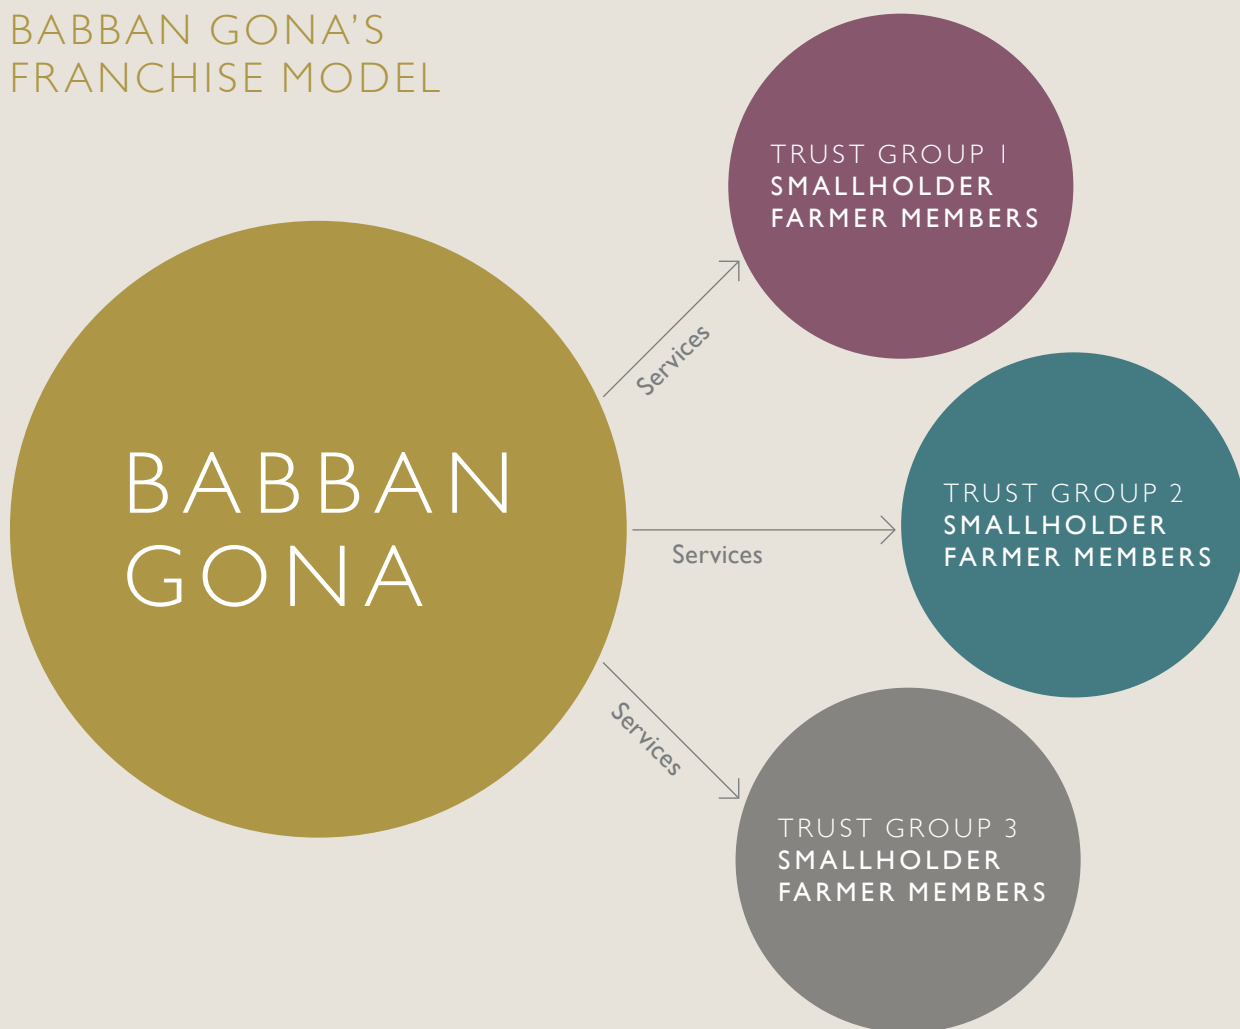 BABBAN GONA'S
FRANCHISE MODEL
TRUST GROUP 1
SMALLHOLDER
FARMER MEMBERS
Services
BABBAN
GONA
Services
TRUST GROUP 2
SMALLHOLDER
FARMER MEMBERS
Services
TRUST GROUP 3
SMALLHOLDER
FARMER MEMBERS